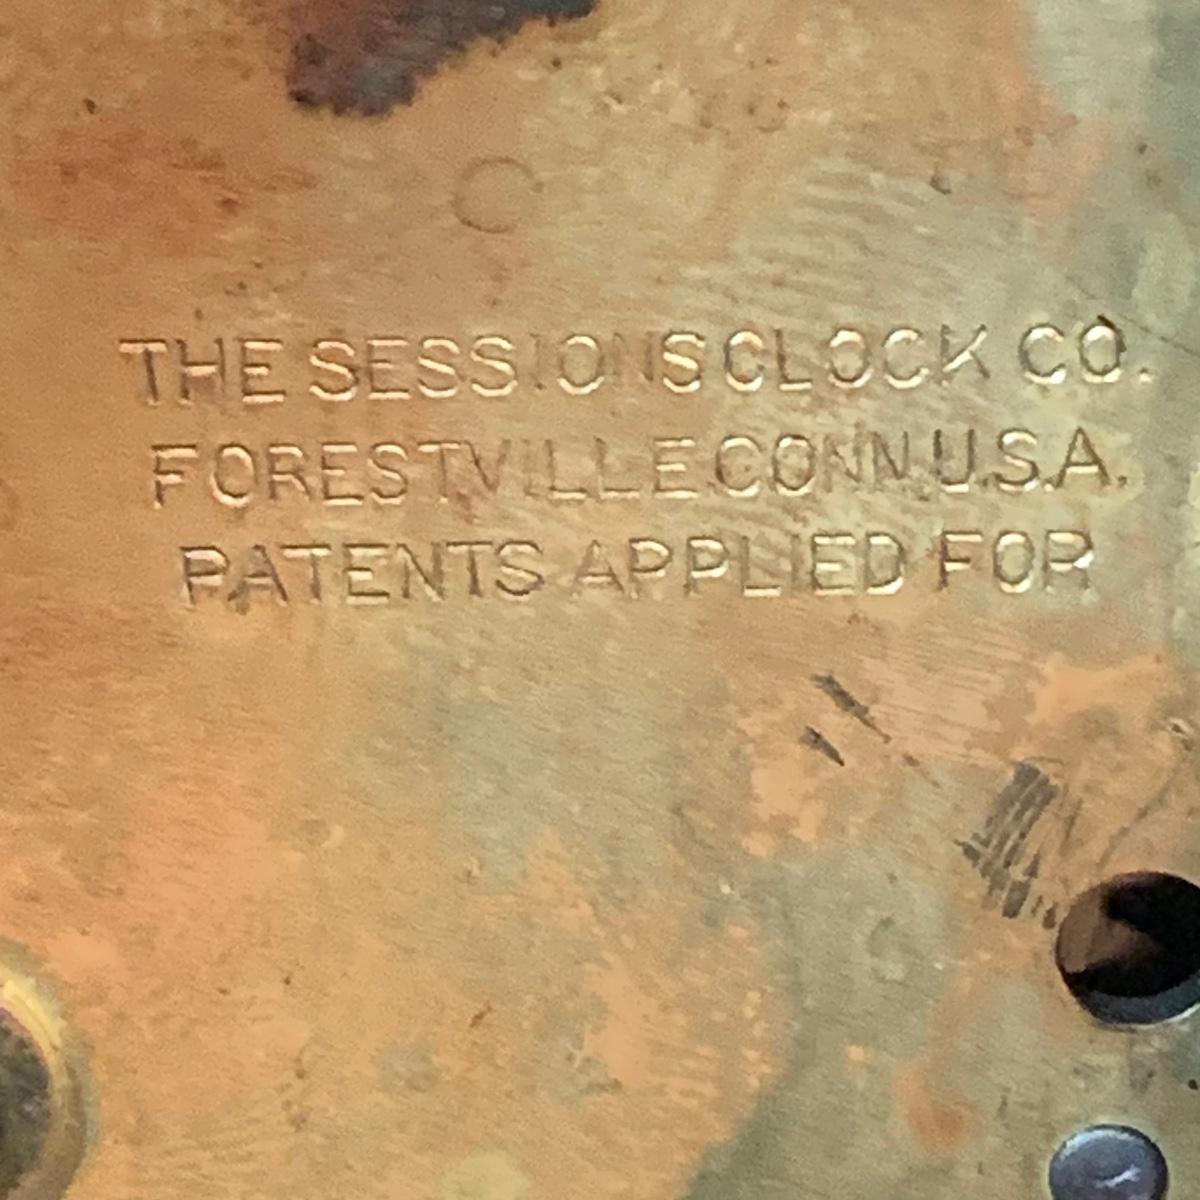 THE SESSIONS CLOCK CO.
FORESTVILLE.CONN.U.S.A.
PATENTS APPLIED FOR